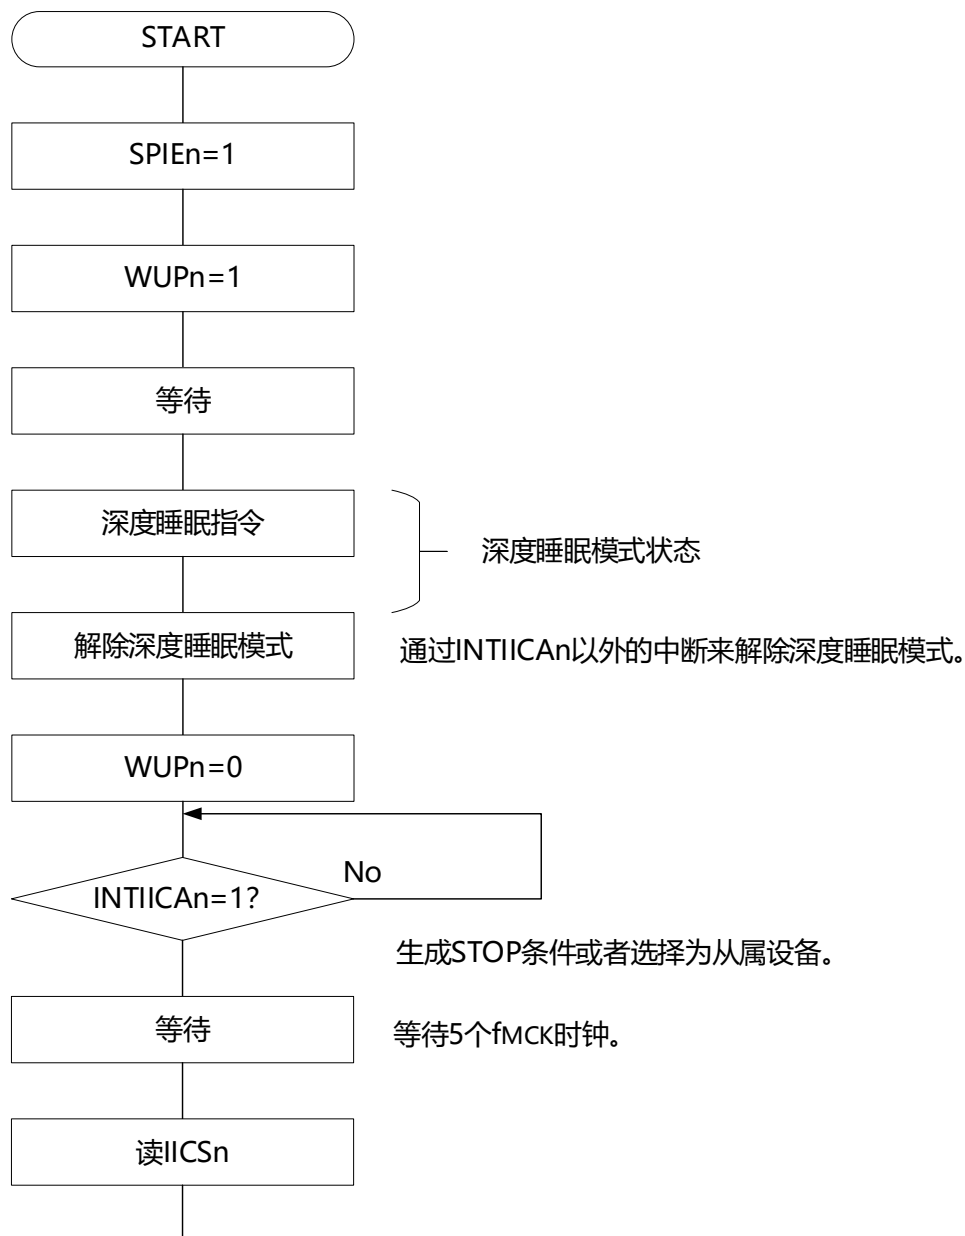 START
SPIEn=1
WUPn=1
等待
深度睡眠指令
深度睡眠模式状态
解除深度睡眠模式
通过INTIICAn以外的中断来解除深度睡眠模式。
WUPn=0
No
INTIICAn=1?
生成STOP条件或者选择为从属设备。
等待
等待5个fMCK时钟。
读IICSn